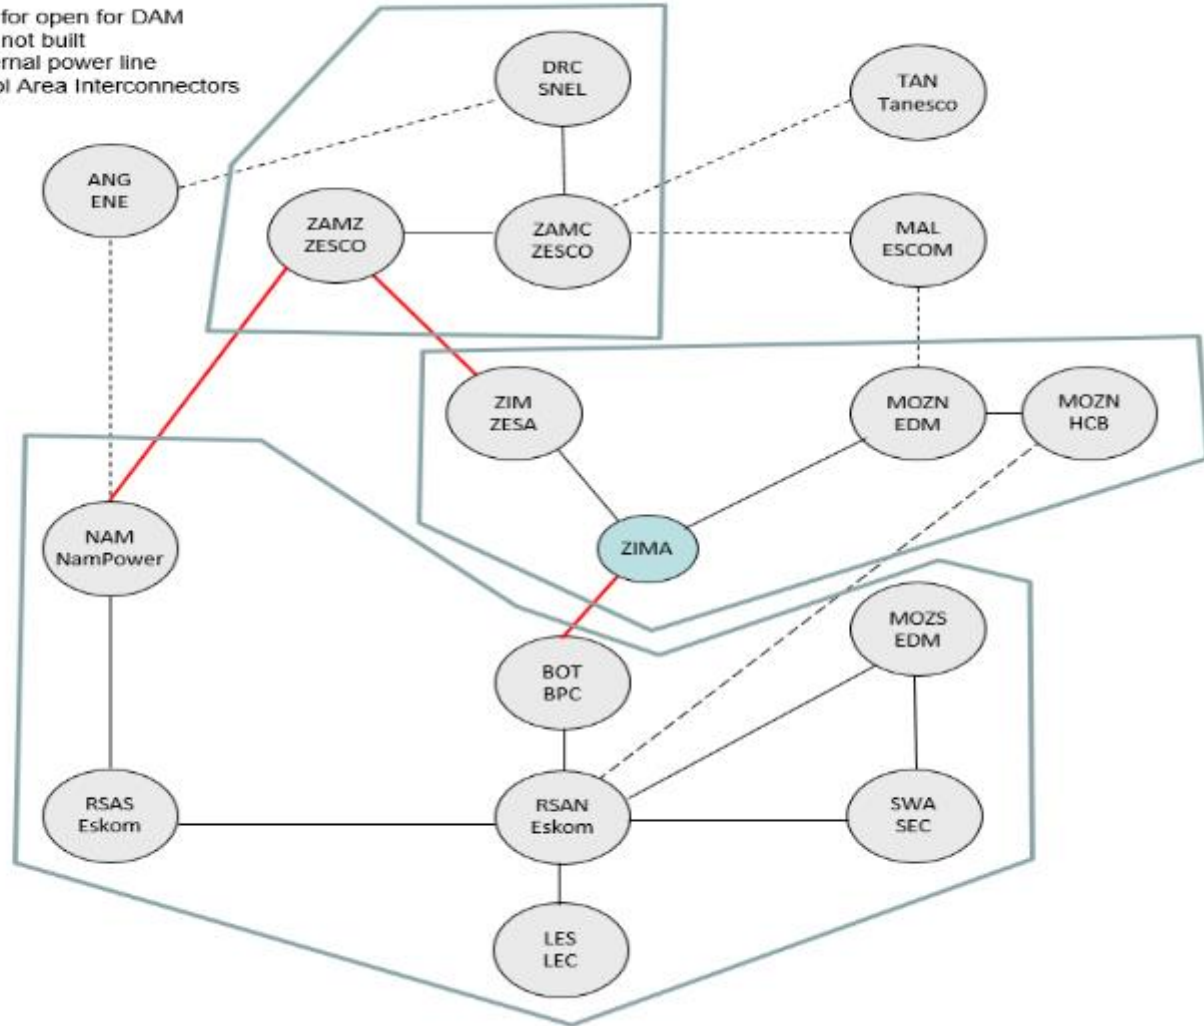 for open for DAM
not built
ernal power line
ol Area Interconnectors
DRC
SNEL
TAN
Tanesco
ANG
ENE
ZAMZ
ZESCO
ZAMC
ZESCO
MAL
ESCOM
ZIM
ZESA
MOZN
EDM
MOZN
HCB
NAM
NamPower
ZIMA
MOZS
EDM
BOT
BPC
RSAS
Eskom
RSAN
Eskom
SWA
SEC
LES
LEC